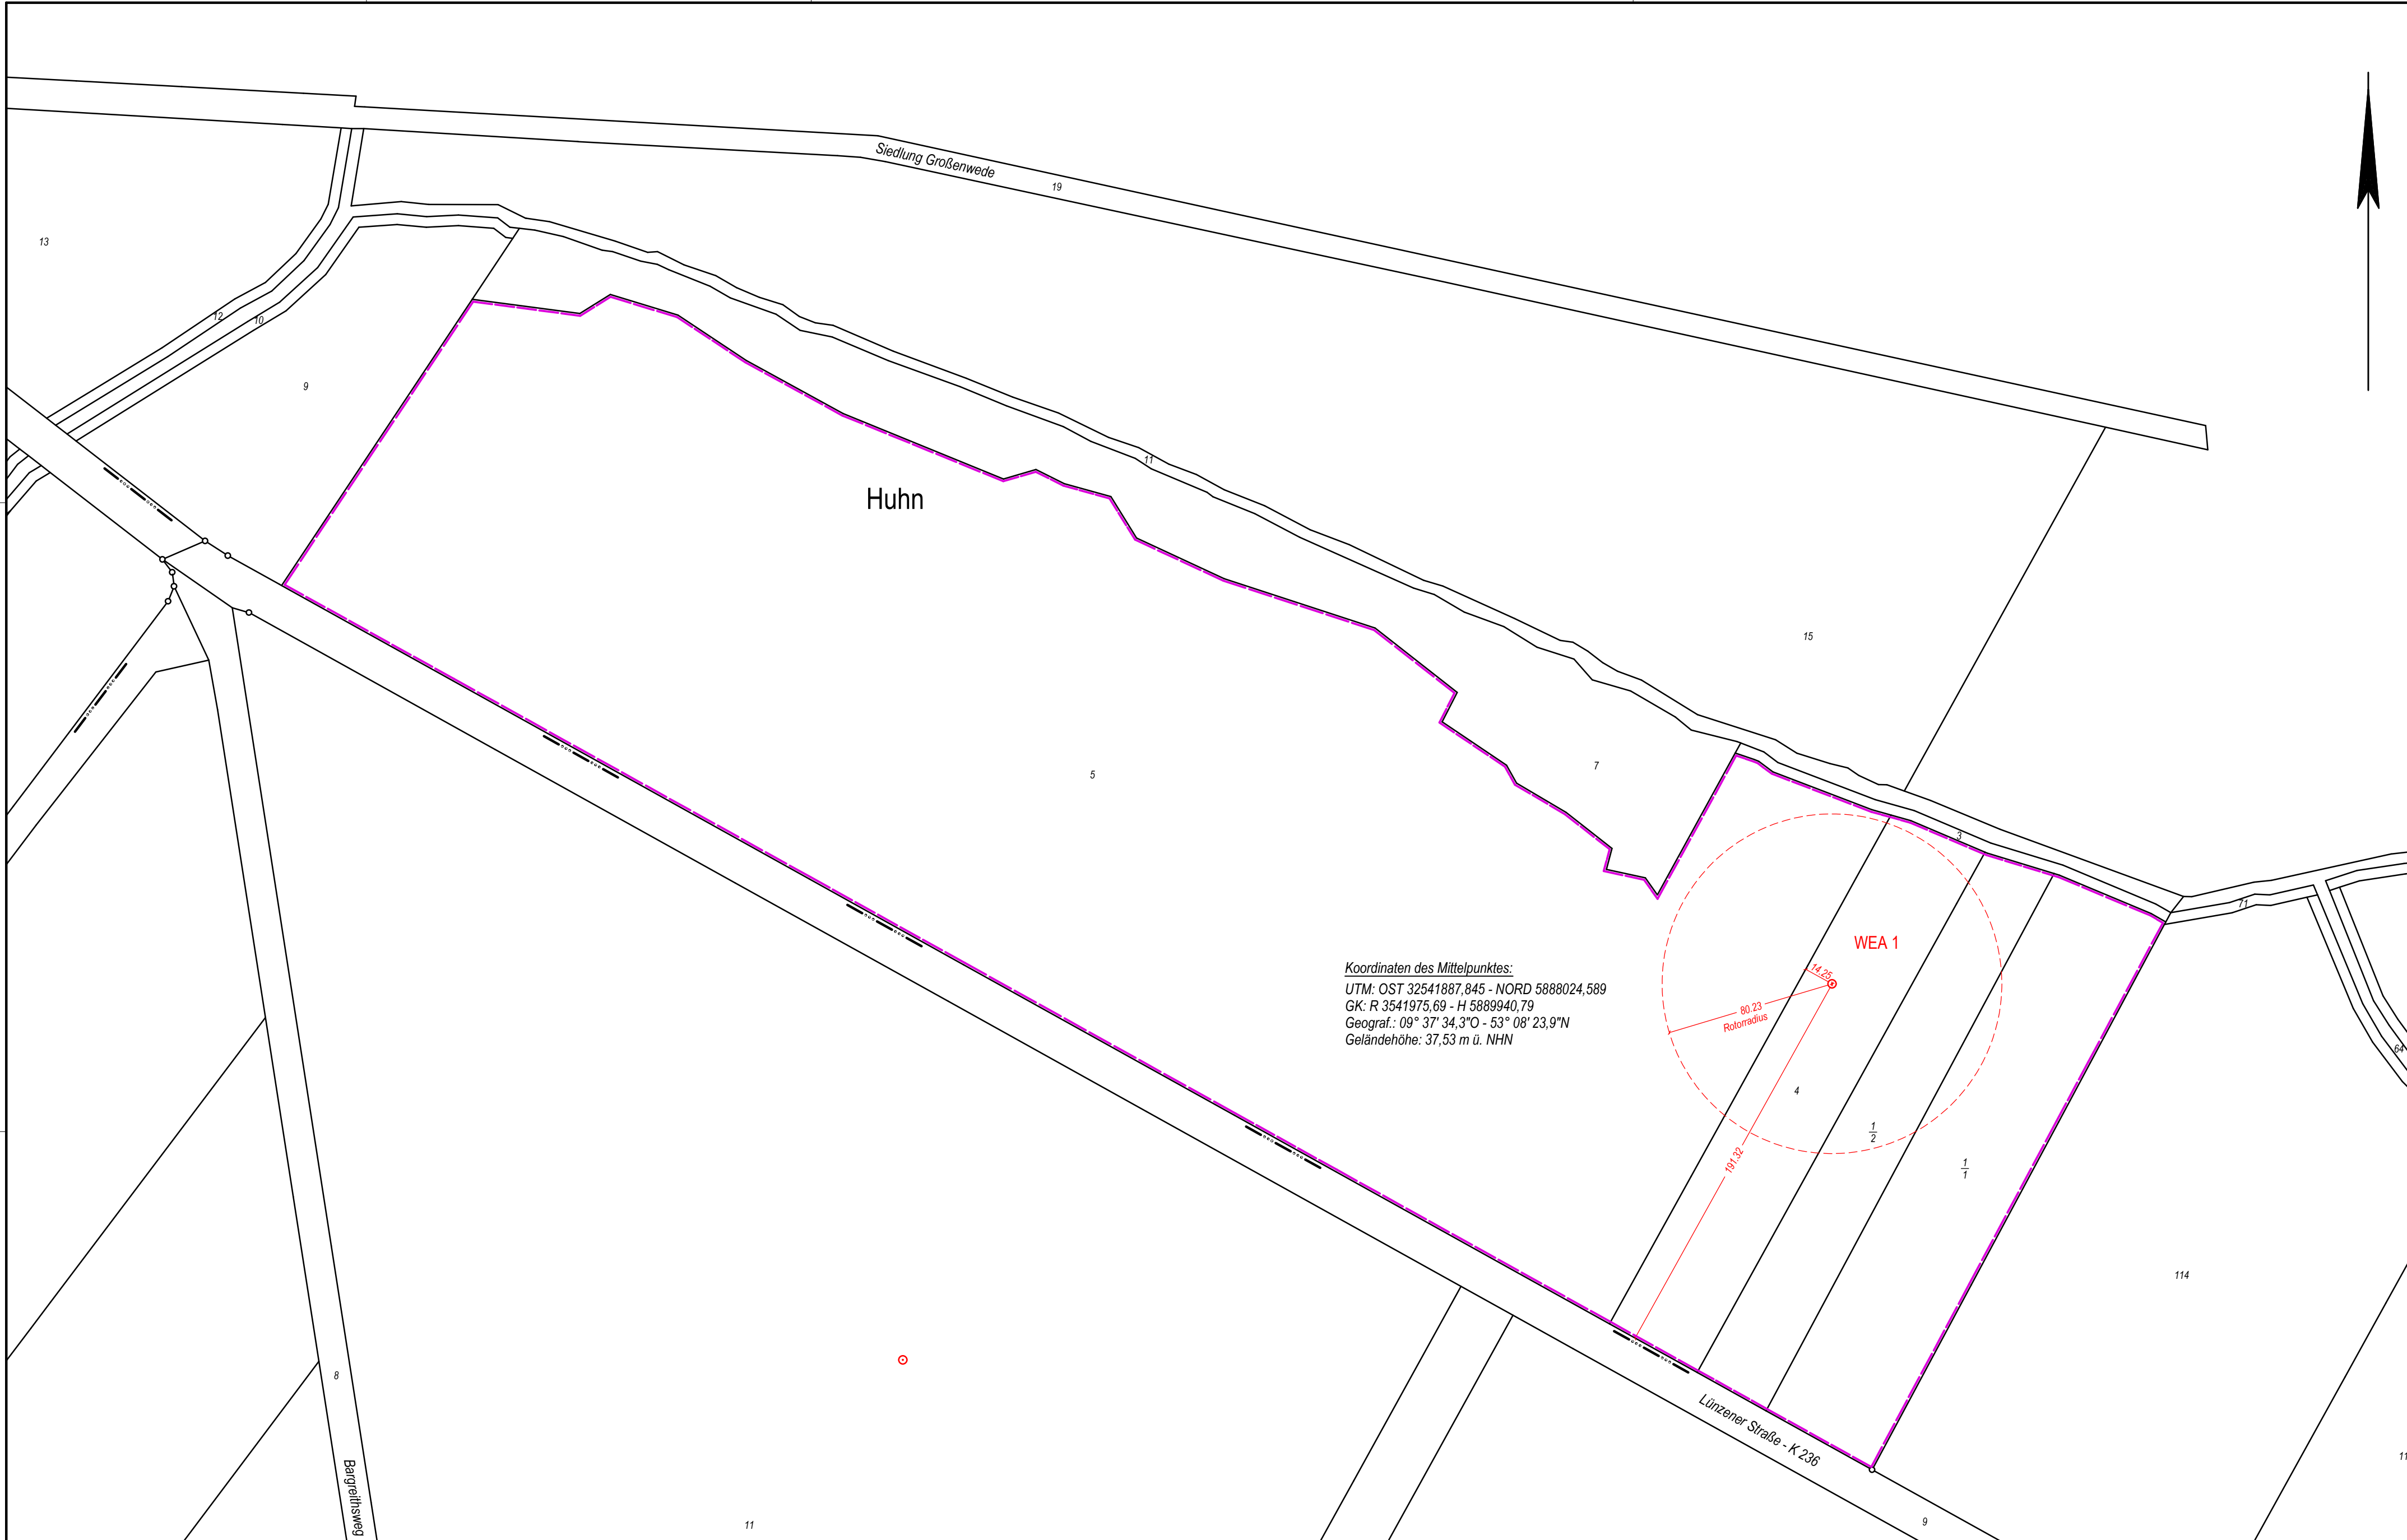 Siedlung Großenwede
19
13
12
10
9
11
Huhn
15
5
7
3
71
WEA 1
14.25
Koordinaten des Mittelpunktes:
UTM: OST 32541887,845 - NORD 5888024,589
GK: R 3541975,69 - H 5889940,79
Geograf.: 09° 37' 34,3"O - 53° 08' 23,9"N
Geländehöhe: 37,53 m ü. NHN
80.23
Rotorradius
64
4
1
2
191.32
1
1
114
8
Lünzener Straße - K 236
Bargreithsweg
11
9
11